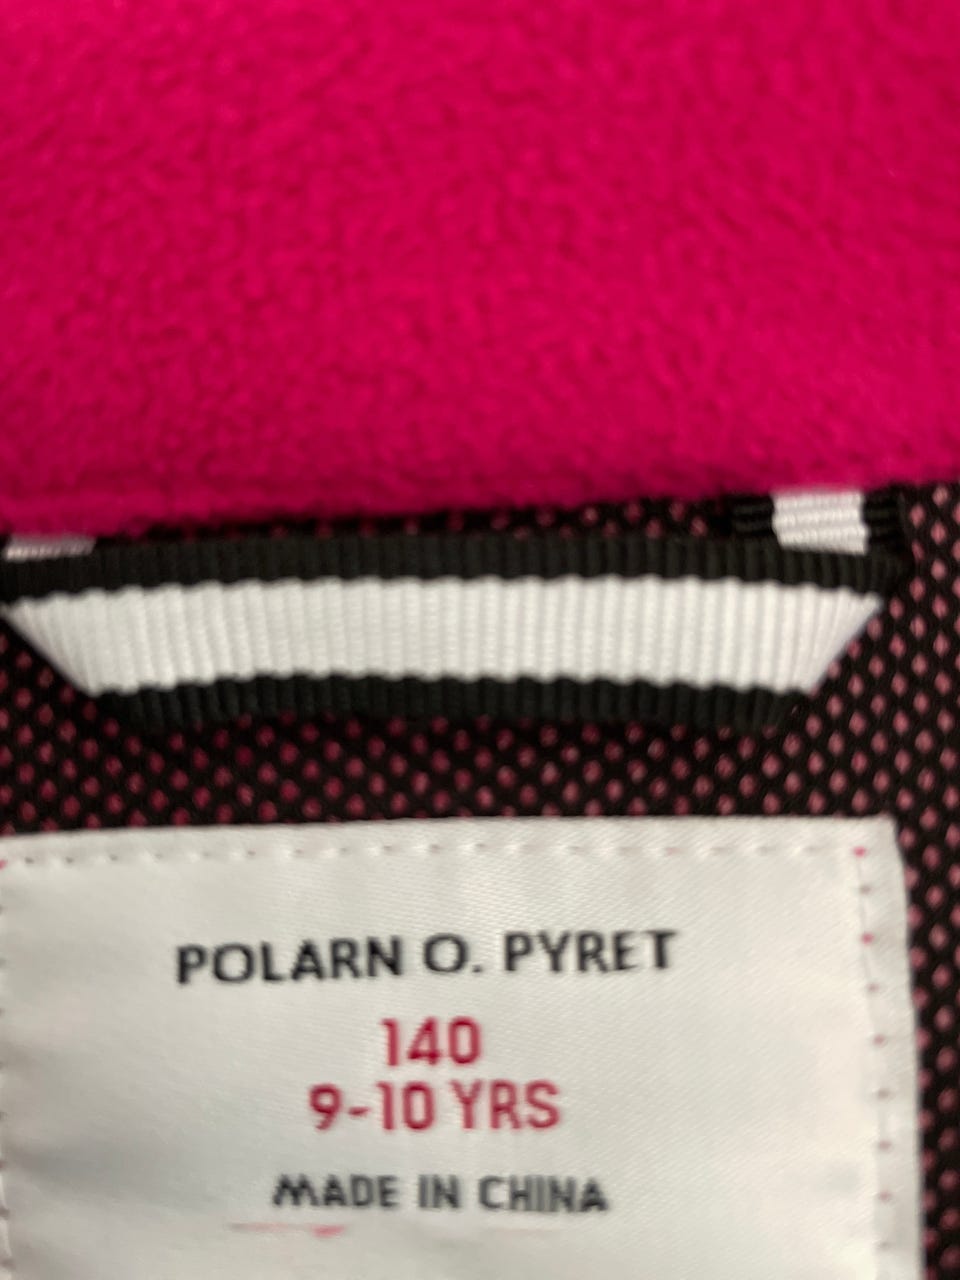 POLARN O. PYRET
140
9-10 YRS
MADE IN CHINA